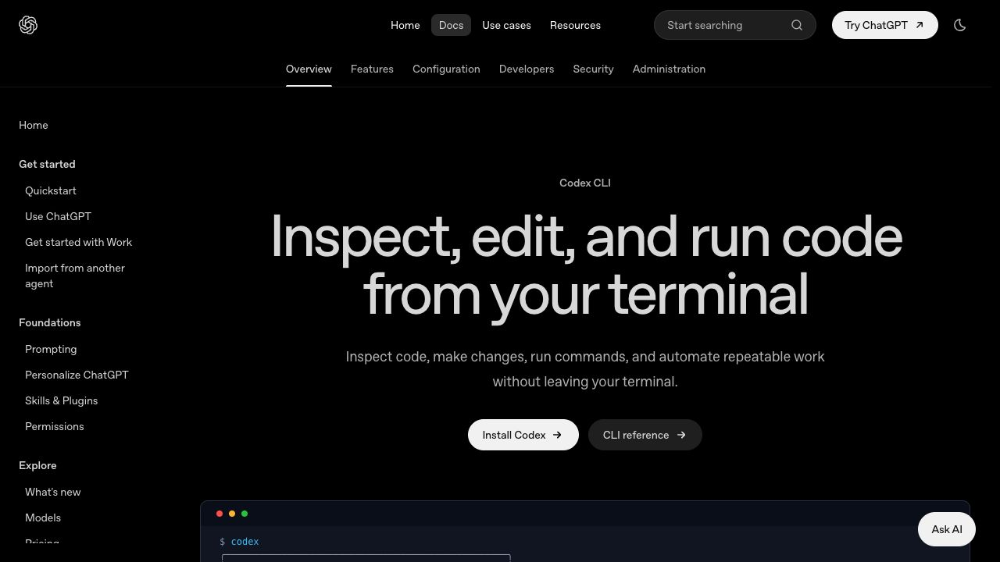 Home
Docs
Use cases
Resources
Start searching
Try ChatGPT
Overview
Features
Configuration
Developers
Security
Administration
Home
Get started
Quickstart
Use ChatGPT
Get started with Work
Import from another
agent
Foundations
Prompting
Personalize ChatGPT
Skills & Plugins
Permissions
Explore
What's new
Models
Pricing
Codex CLI
Inspect, edit, and run code
from your terminal
Inspect code, make changes, run commands, and automate repeatable work
without leaving your terminal.
Install Codex
CLI reference
$ codex
Ask AI